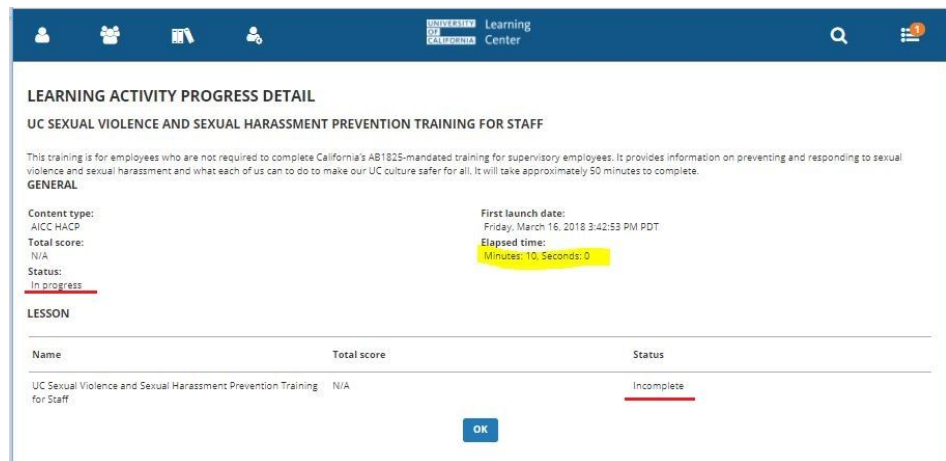 UNIVERSITY OF CALIFORNIA Learning Center
1
LEARNING ACTIVITY PROGRESS DETAIL
UC SEXUAL VIOLENCE AND SEXUAL HARASSMENT PREVENTION TRAINING FOR STAFF
This training is for employees who are not required to complete California's AB1825-mandated training for supervisory employees. It provides information on preventing and responding to sexual
violence and sexual harassment and what each of us can to do to make our UC culture safer for all. It will take approximately 50 minutes to complete.
GENERAL
Content type:
AICC HACP
Total score:
N/A
Status:
In progress
First launch date:
Friday, March 16, 2018 3:42:53 PM PDT
Elapsed time:
Minutes: 10, Seconds: 0
LESSON
Name Total score Status
UC Sexual Violence and Sexual Harassment Prevention Training N/A Incomplete
for Staff
OK